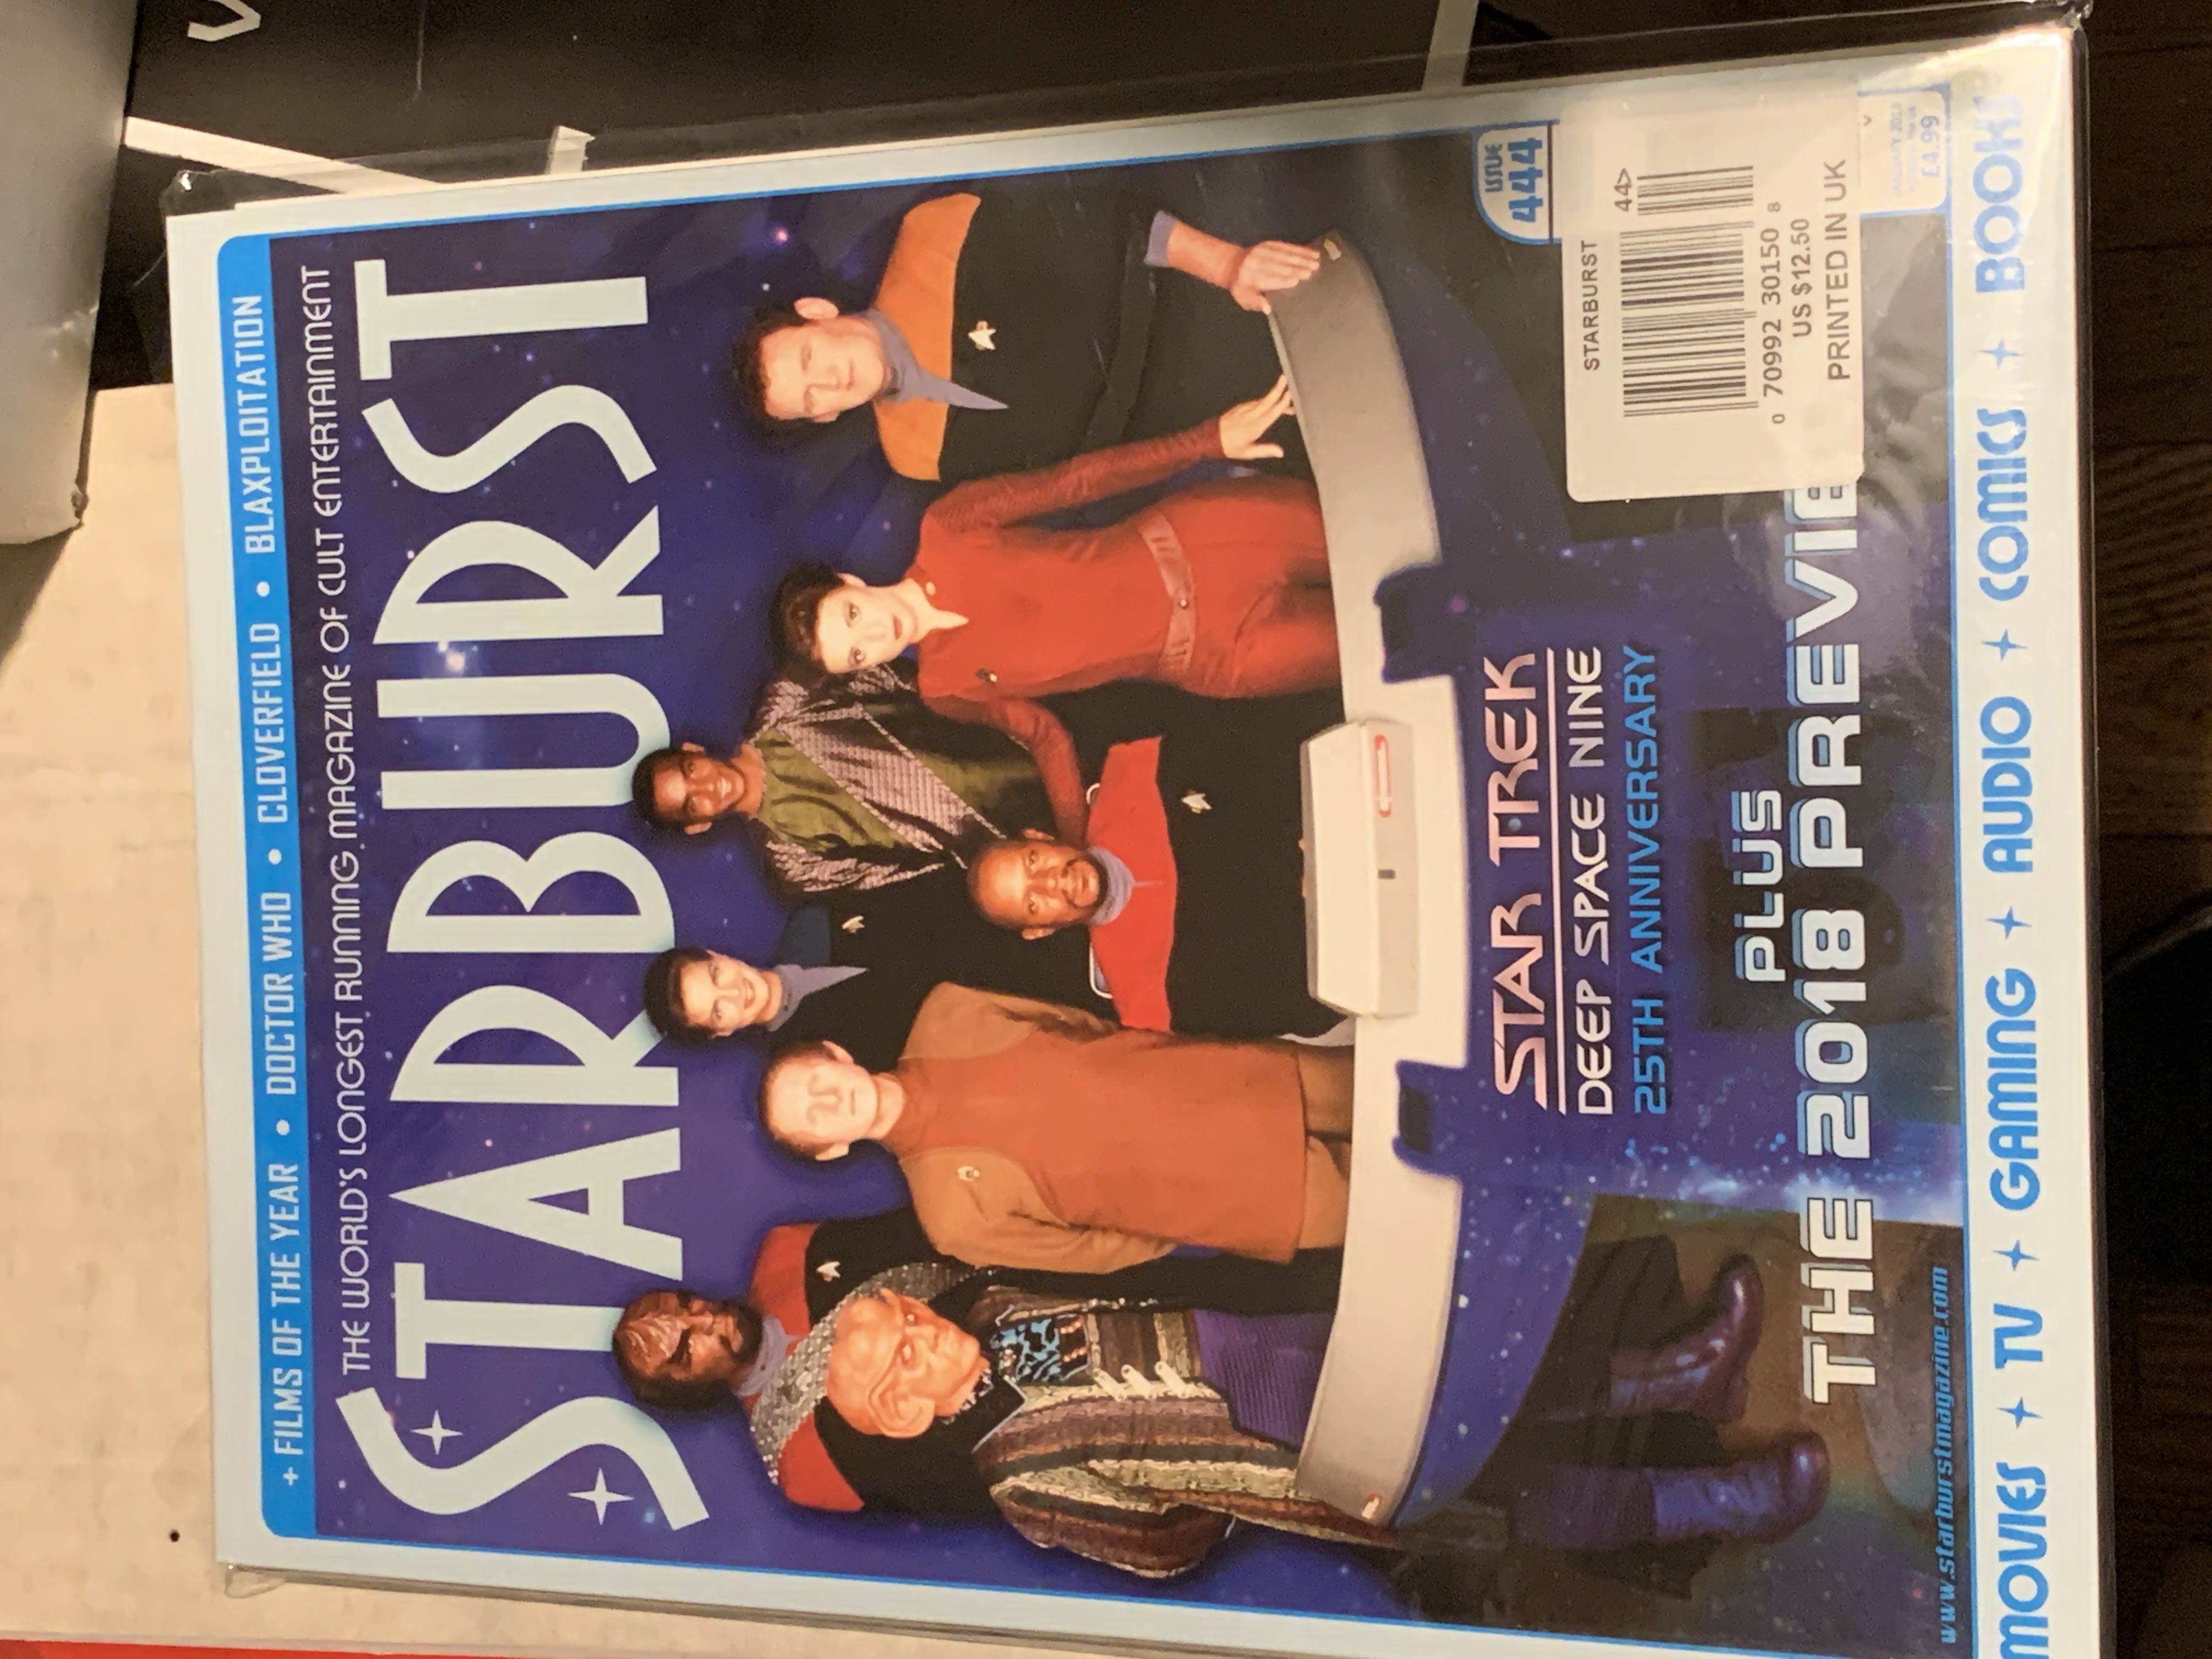 + FILMS OF THE YEAR • DOCTOR WHO • CLOVERFIELD • BLAXPLOITATION
THE WORLD'S LONGEST RUNNING MAGAZINE OF CULT ENTERTAINMENT
STARBURST
ISSUE
444
STAR TREK
DEEP SPACE NINE
25TH ANNIVERSARY
PLUS
THE 2018 PREVIE
STARBURST
44>
0 70992 30150 8
US $12.50
PRINTED IN UK
£4.99
www.starburstmagazine.com
MOVIES + TV + GAMING + AUDIO + COMICS + BOOKS